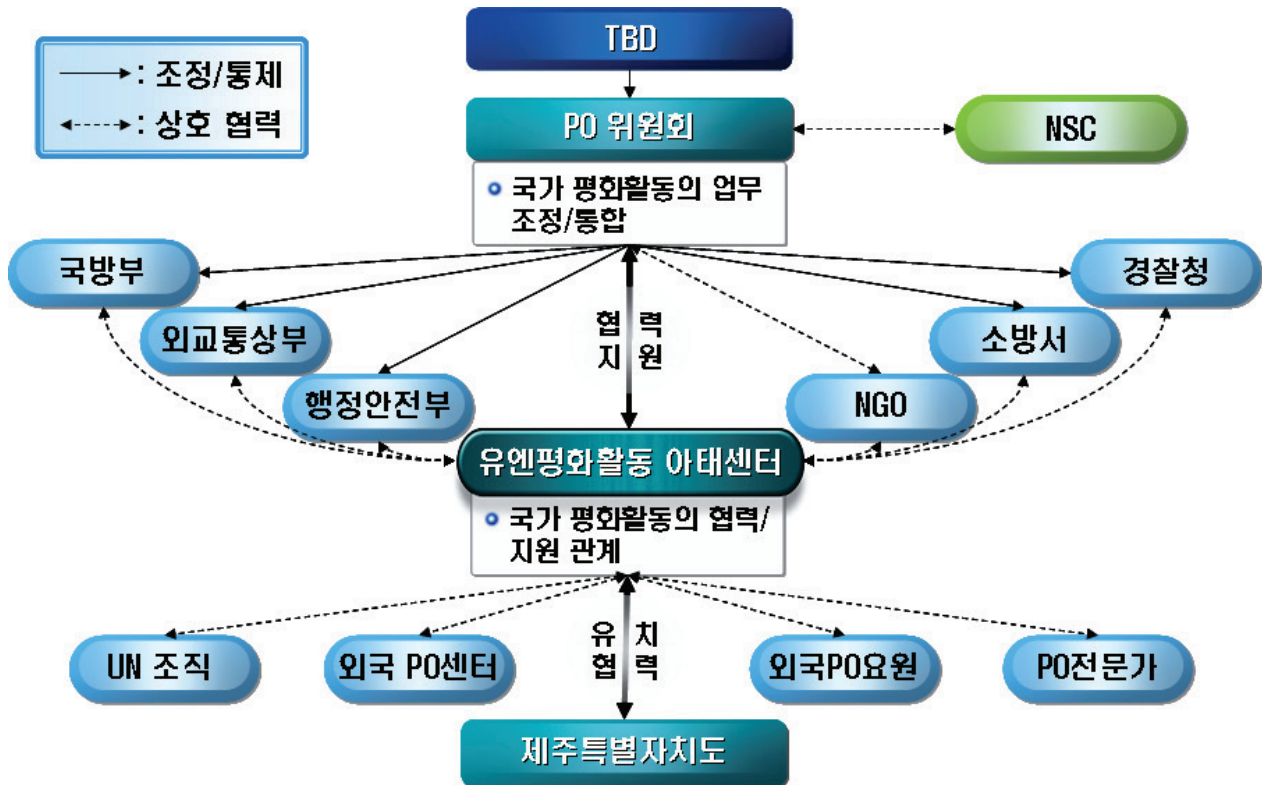 TBD
: 조정/통제
: 상호 협력
PO 위원회
NSC
국가 평화활동의 업무
조정/통합
국방부
경찰청
외교통상부
협 력
지 원
소방서
행정안전부
NGO
유엔평화활동 아태센터
국가 평화활동의 협력/
지원 관계
UN 조직
외국 PO센터
유 치
협 력
외국PO요원
PO전문가
제주특별자치도